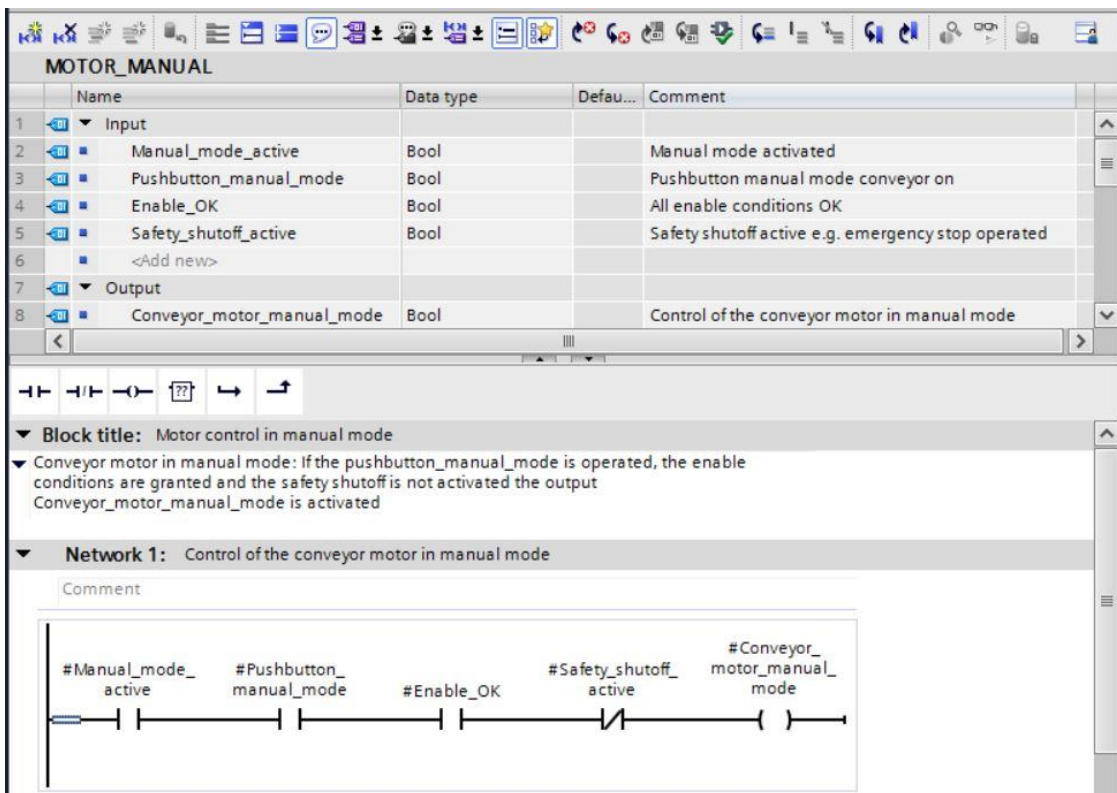 MOTOR_MANUAL
Name Data type Defau... Comment
1 Input
2 Manual_mode_active Bool Manual mode activated
3 Pushbutton_manual_mode Bool Pushbutton manual mode conveyor on
4 Enable_OK Bool All enable conditions OK
5 Safety_shutoff_active Bool Safety shutoff active e.g. emergency stop operated
6 <Add new>
7 Output
8 Conveyor_motor_manual_mode Bool Control of the conveyor motor in manual mode
??
Block title: Motor control in manual mode
Conveyor motor in manual mode: If the pushbutton_manual_mode is operated, the enable
conditions are granted and the safety shutoff is not activated the output
Conveyor_motor_manual_mode is activated
Network 1: Control of the conveyor motor in manual mode
Comment
#Manual_mode_
active
#Pushbutton_
manual_mode
#Enable_OK
#Safety_shutoff_
active
#Conveyor_
motor_manual_
mode